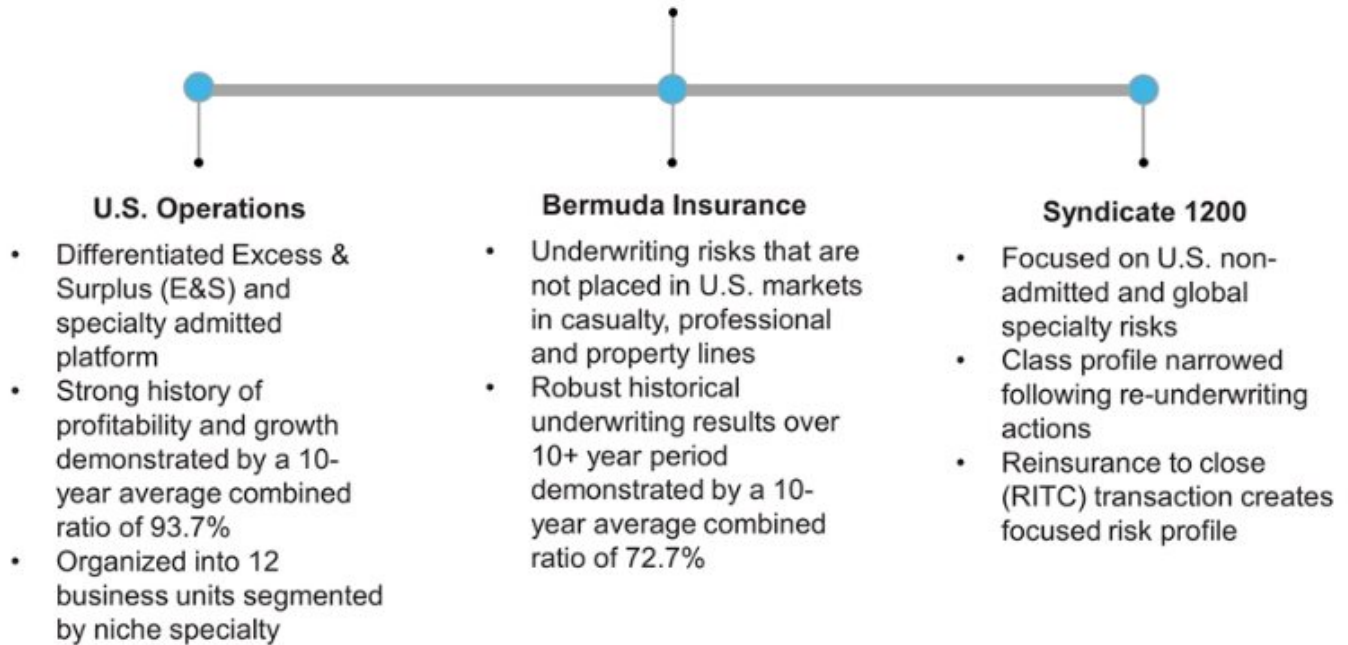 U.S. Operations
• Differentiated Excess &
Surplus (E&S) and
specialty admitted
platform
• Strong history of
profitability and growth
demonstrated by a 10-
year average combined
ratio of 93.7%
• Organized into 12
business units segmented
by niche specialty
Bermuda Insurance
• Underwriting risks that are
not placed in U.S. markets
in casualty, professional
and property lines
• Robust historical
underwriting results over
10+ year period
demonstrated by a 10-
year average combined
ratio of 72.7%
Syndicate 1200
• Focused on U.S. non-
admitted and global
specialty risks
• Class profile narrowed
following re-underwriting
actions
• Reinsurance to close
(RITC) transaction creates
focused risk profile